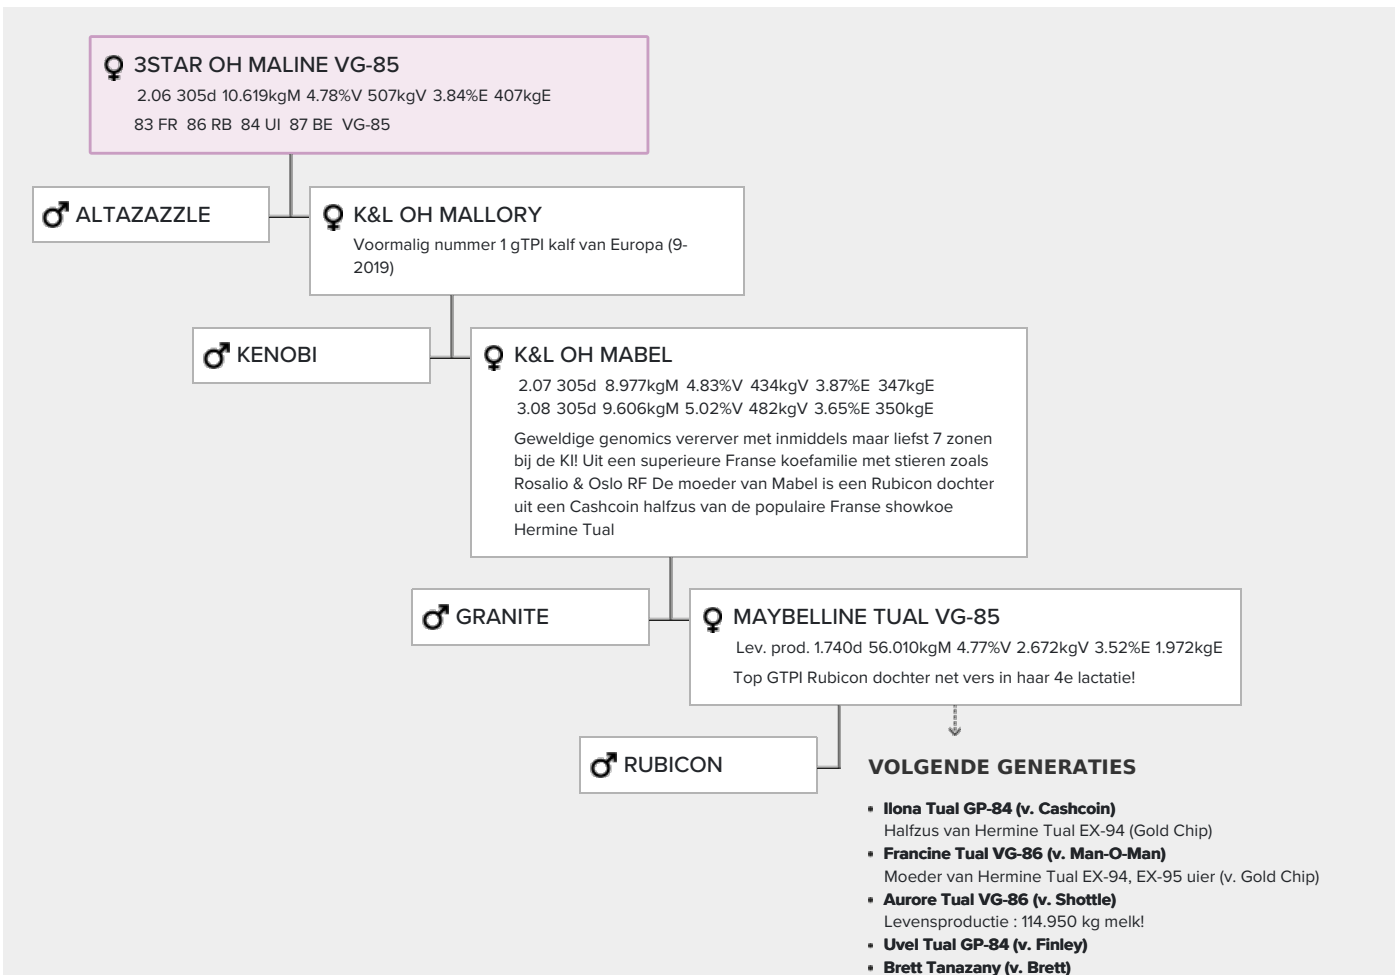 3STAR OH MALINE VG-85
2.06 305d 10.619kgM 4.78%V 507kgV 3.84%E 407kgE
83 FR 86 RB 84 UI 87 BE VG-85
ALTAZAZZLE
K&L OH MALLORY
Voormalig nummer 1 gTPI kalf van Europa (9-
2019)
KENOBI
K&L OH MABEL
2.07 305d 8.977kgM 4.83%V 434kgV 3.87%E 347kgE
3.08 305d 9.606kgM 5.02%V 482kgV 3.65%E 350kgE
Geweldige genomics vererver met inmiddels maar liefst 7 zonen
bij de KI! Uit een superieure Franse koefamilie met stieren zoals
Rosalio & Oslo RF De moeder van Mabel is een Rubicon dochter
uit een Cashcoin halfzus van de populaire Franse showkoe
Hermine Tual
GRANITE
MAYBELLINE TUAL VG-85
Lev. prod. 1.740d 56.010kgM 4.77%V 2.672kgV 3.52%E 1.972kgE
Top GTPI Rubicon dochter net vers in haar 4e lactatie!
RUBICON
VOLGENDE GENERATIES
• Ilona Tual GP-84 (v. Cashcoin)
Halfzus van Hermine Tual EX-94 (Gold Chip)
• Francine Tual VG-86 (v. Man-O-Man)
Moeder van Hermine Tual EX-94, EX-95 uier (v. Gold Chip)
• Aurore Tual VG-86 (v. Shottle)
Levensproductie : 114.950 kg melk!
• Uvel Tual GP-84 (v. Finley)
• Brett Tanazany (v. Brett)